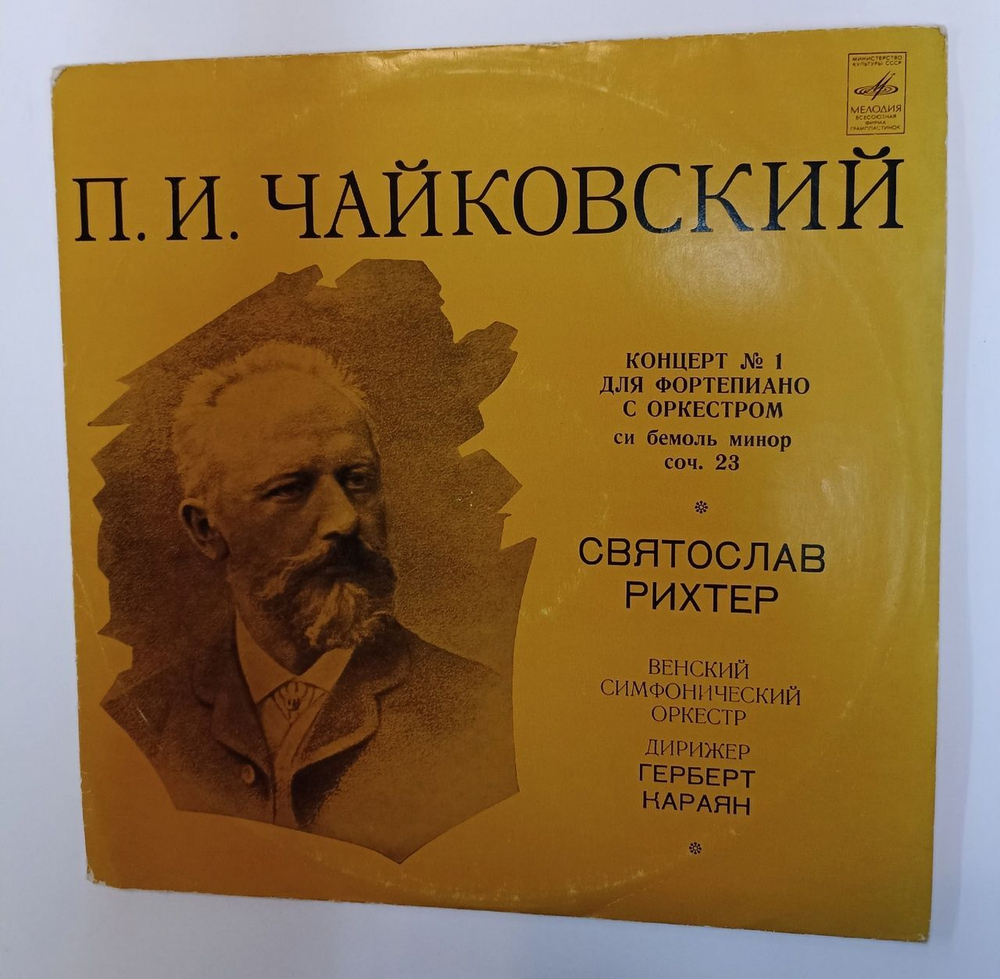 МИНИСТЕРСТВО
КУЛЬТУРЫ СССР
МЕЛОДИЯ
ВСЕСОЮЗНАЯ
ФИРМА
ГРАМПЛАСТИНОК
П. И. ЧАЙКОВСКИЙ
КОНЦЕРТ № 1
ДЛЯ ФОРТЕПИАНО
С ОРКЕСТРОМ
си бемоль минор
соч. 23
СВЯТОСЛАВ
РИХТЕР
ВЕНСКИЙ
СИМФОНИЧЕСКИЙ
ОРКЕСТР
ДИРИЖЕР
ГЕРБЕРТ
КАРАЯН